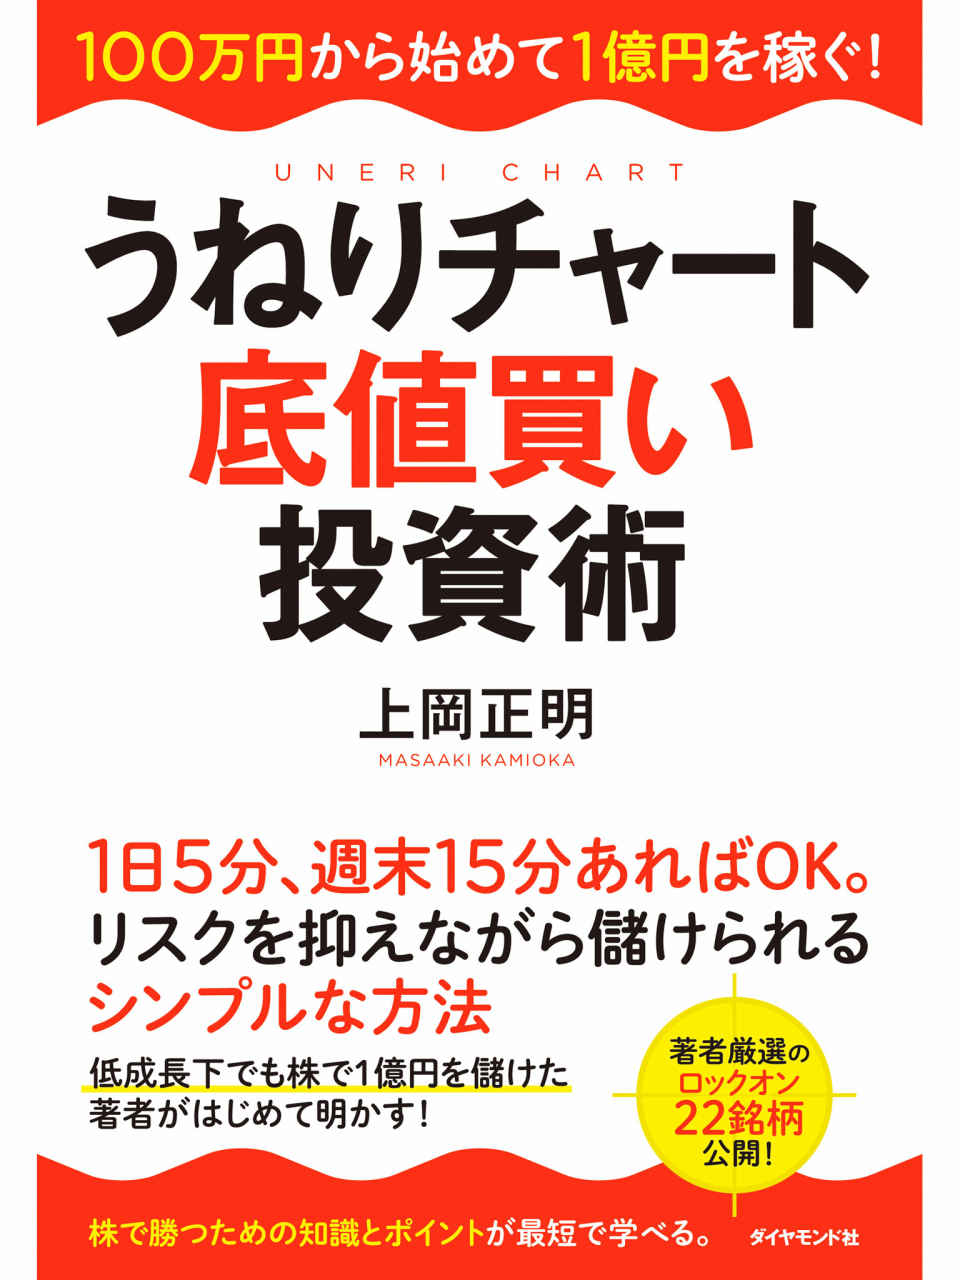 100万円から始めて1億円を稼ぐ!
UNERI CHART
うねりチャート
底値買い
投資術
上岡正明
MASAAKI KAMIOKA
1日5分、週末15分あればOK。
リスクを抑えながら儲けられる
シンプルな方法
低成長下でも株で1億円を儲けた
著者がはじめて明かす!
著者厳選の
ロックオン
22銘柄
公開!
株で勝つための知識とポイントが最短で学べる。
ダイヤモンド社